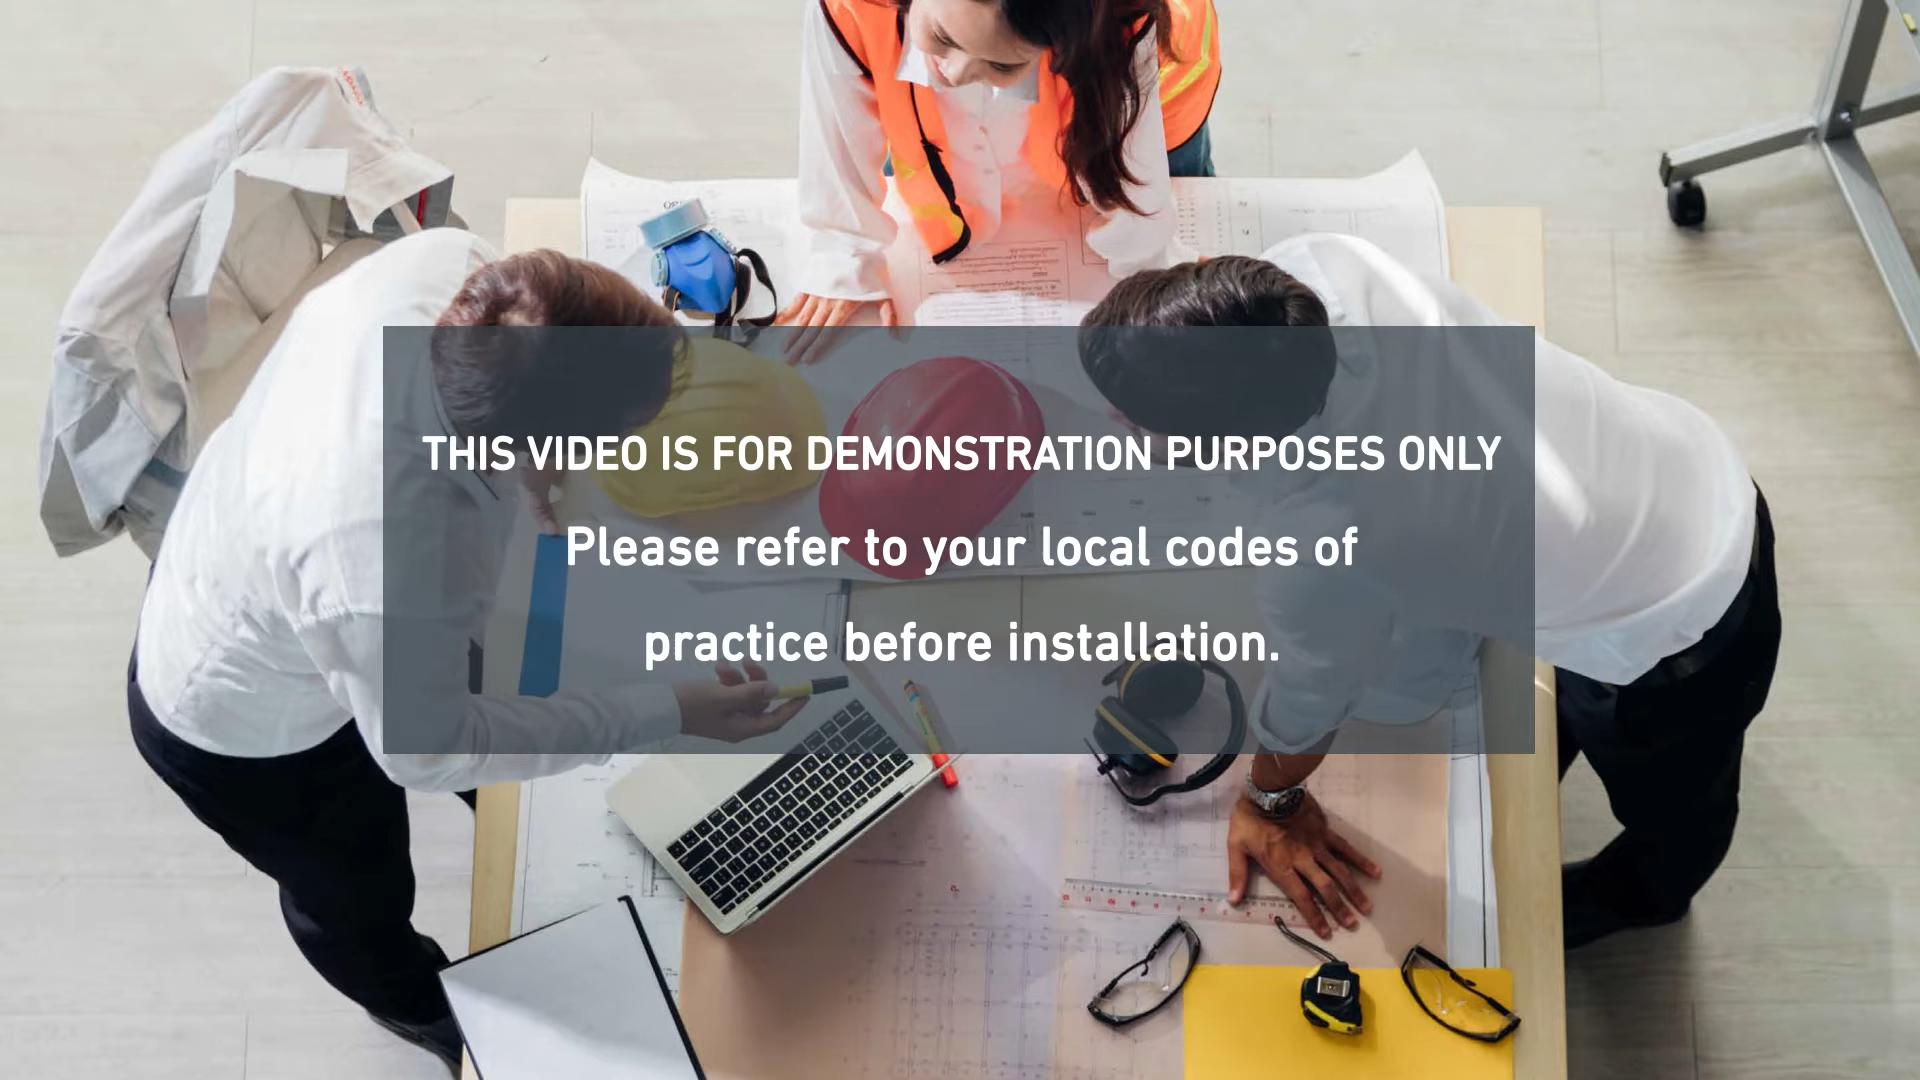 THIS VIDEO IS FOR DEMONSTRATION PURPOSES ONLY
Please refer to your local codes of
practice before installation.